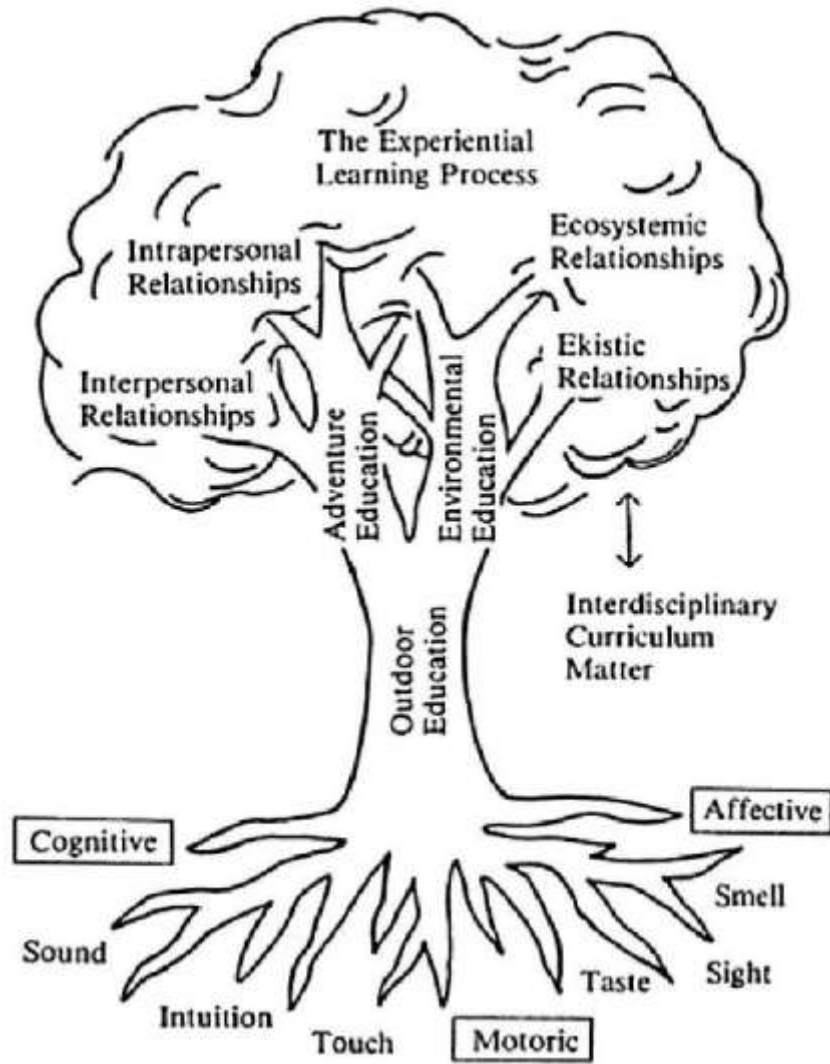 The Experiential
Learning Process
Intrapersonal
Relationships
Ecosystemic
Relationships
Interpersonal
Relationships
Ekistic
Relationships
Adventure
Education
Environmental
Education
Interdisciplinary
Curriculum
Matter
Outdoor
Education
Cognitive
Affective
Sound
Intuition
Touch
Motoric
Taste
Sight
Smell